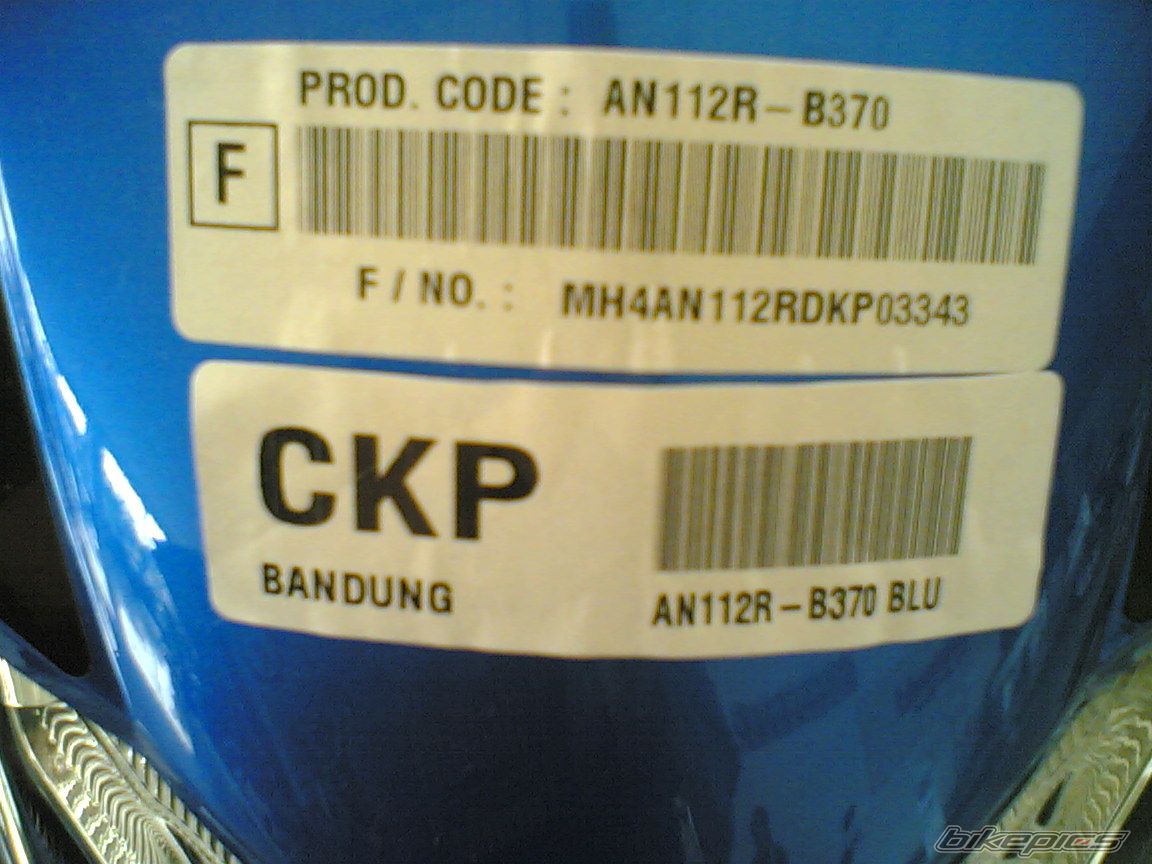 PROD. CODE : AN112R - B370
F
F / NO. : MH4AN112RDKP03343
CKP
BANDUNG
AN112R - B370 BLU
bikepics